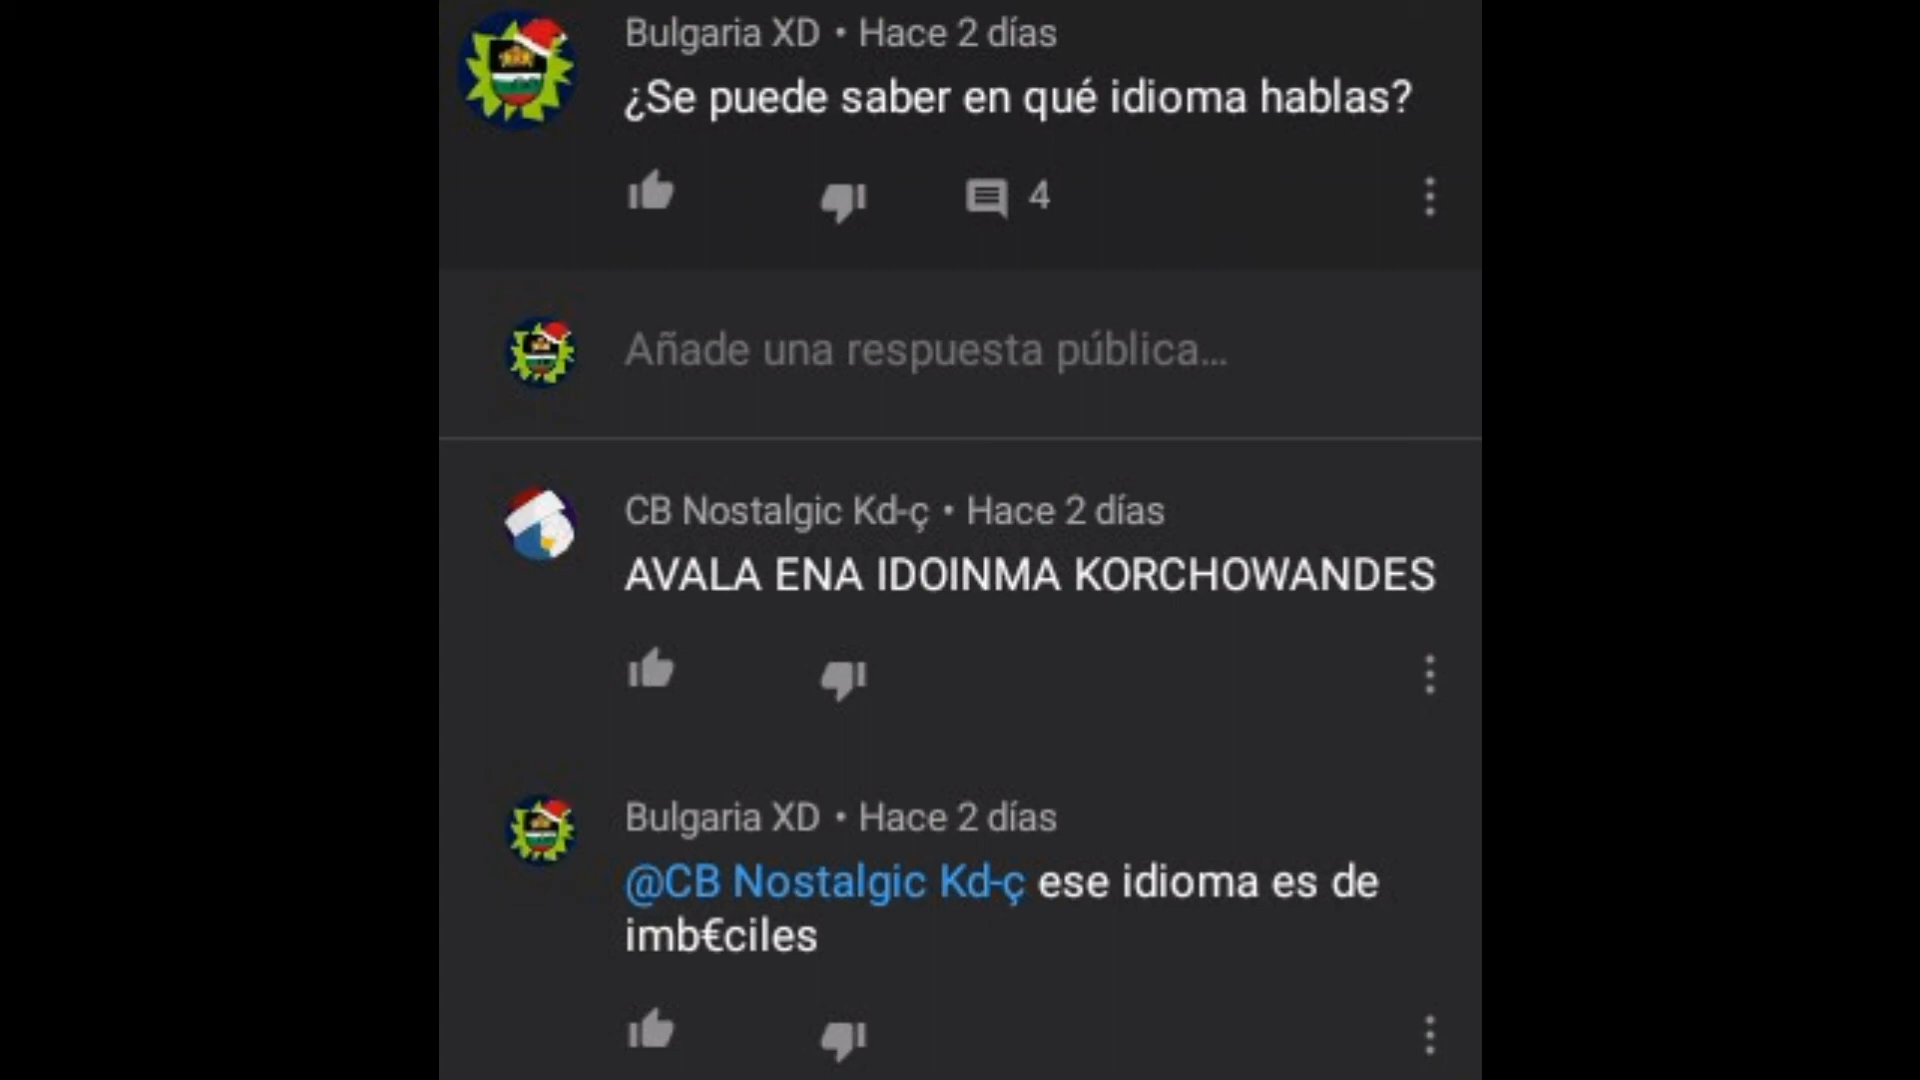 Bulgaria XD • Hace 2 días
¿Se puede saber en qué idioma hablas?
4
Añade una respuesta pública...
CB Nostalgic Kd-ç • Hace 2 días
AVALA ENA IDOINMA KORCHOWANDES
Bulgaria XD • Hace 2 días
@CB Nostalgic Kd-ç ese idioma es de
imb€ciles